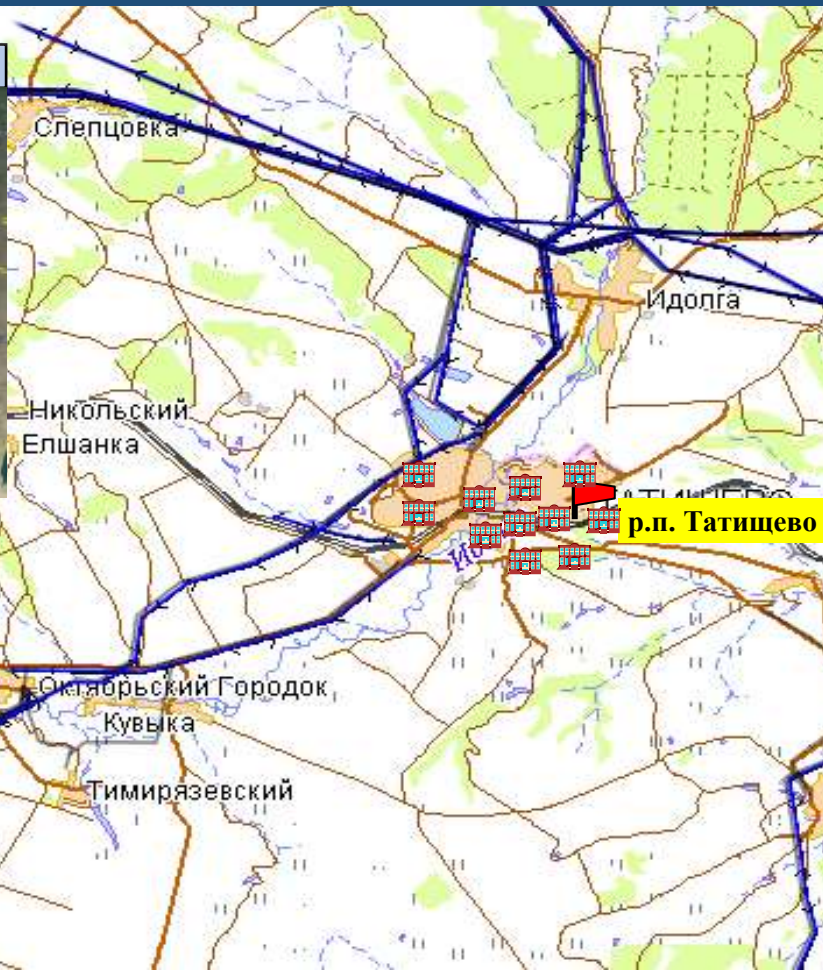 Слепцовка
Идолга
Никольский
Елшанка
р.п. Татищево
Октябрьский Городок
Кувыка
Тимирязевский